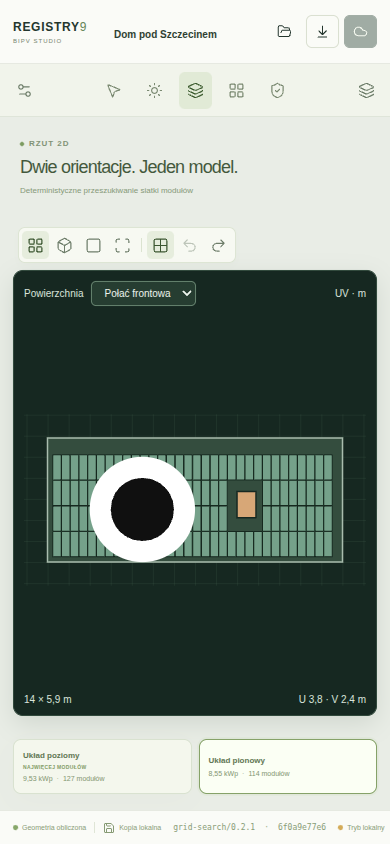 REGISTRY9
BIPV STUDIO
Dom pod Szczecinem
RZUT 2D
Dwie orientacje. Jeden model.
Deterministyczne przeszukiwanie siatki modułów
Powierzchnia
Połać frontowa
UV · m
14 × 5,9 m
U 3,8 · V 2,4 m
Układ poziomy
NAJWIĘCEJ MODUŁÓW
9,53 kWp · 127 modułów
Układ pionowy
8,55 kWp · 114 modułów
Geometria obliczona
Kopia lokalna
grid-search/0.2.1 · 6f0a9e77e6
Tryb lokalny